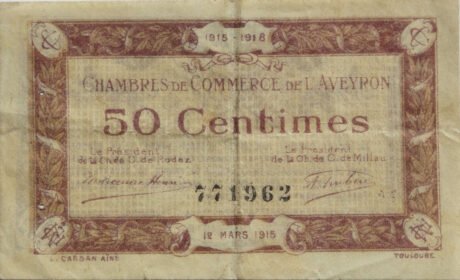 1915-1918
CHAMBRES DE COMMERCE DE L'AVEYRON
50 Centimes
Le Président Le Président
de la Ch. de C. de Rodez de la Ch. de C. de Millau
771962
12 MARS 1915
TOULOUSE